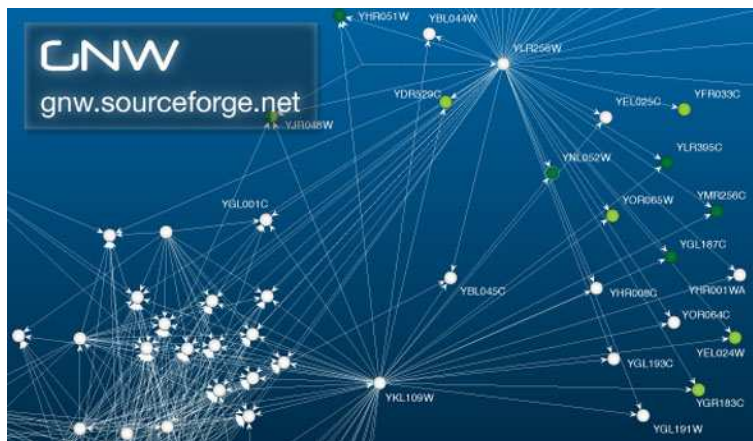 GNW
gnw.sourceforge.net
YHR051W
YBL044W
YLR256W
YDR529C
YEL025C
YFR033C
YJR048W
YNL052W
YLR395C
YGL001C
YOR065W
YMR256C
YGL187C
YBL045C
YHR008C
YHR001WA
YOR064C
YEL024W
YGL193C
YKL109W
YGR183C
YGL191W